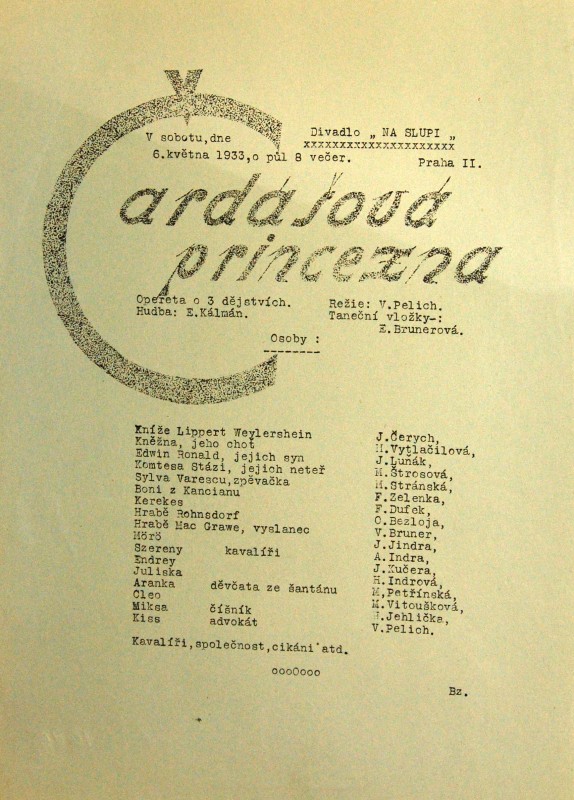 V sobotu,dne
6.května 1933,o půl 8 večer.
Divadlo „ NA SLUPI „
xxxxxxxxxxxxxxxxxxxxx
Praha II.
Čardášová
princezna
Opereta o 3 dějstvích.
Hudba: E.Kálmán.
Režie: V.Pelich.
Taneční vložky-:
E.Brunerová.
Osoby :
--------
Kníže Lippert Weylershein J.Čerych,
Kněžna, jeho choť M.Vytlačilová,
Edwin Ronald, jejich syn J.Luňák,
Komtesa Stázi, jejich neteř M.Štrosová,
Sylva Varescu,zpěvačka M.Stránská,
Boni z Kancianu F.Zelenka,
Kerekes F.Dufek,
Hrabě Rohnsdorf O.Bezloja,
Hrabě Mac Grawe, vyslanec V.Bruner,
Mörö J.Jindra,
Szereny kavalíři A.Indra,
Endrey J.Kučera,
Juliska H.Indrová,
Aranka děvčata ze šantánu M,Petřínská,
Cleo M.Vitoušková,
Miksa číšník J.Jehlička,
Kiss advokát V.Pelich.
Kavalíři,společnost,cikáni atd.
oooOooo
Bz.